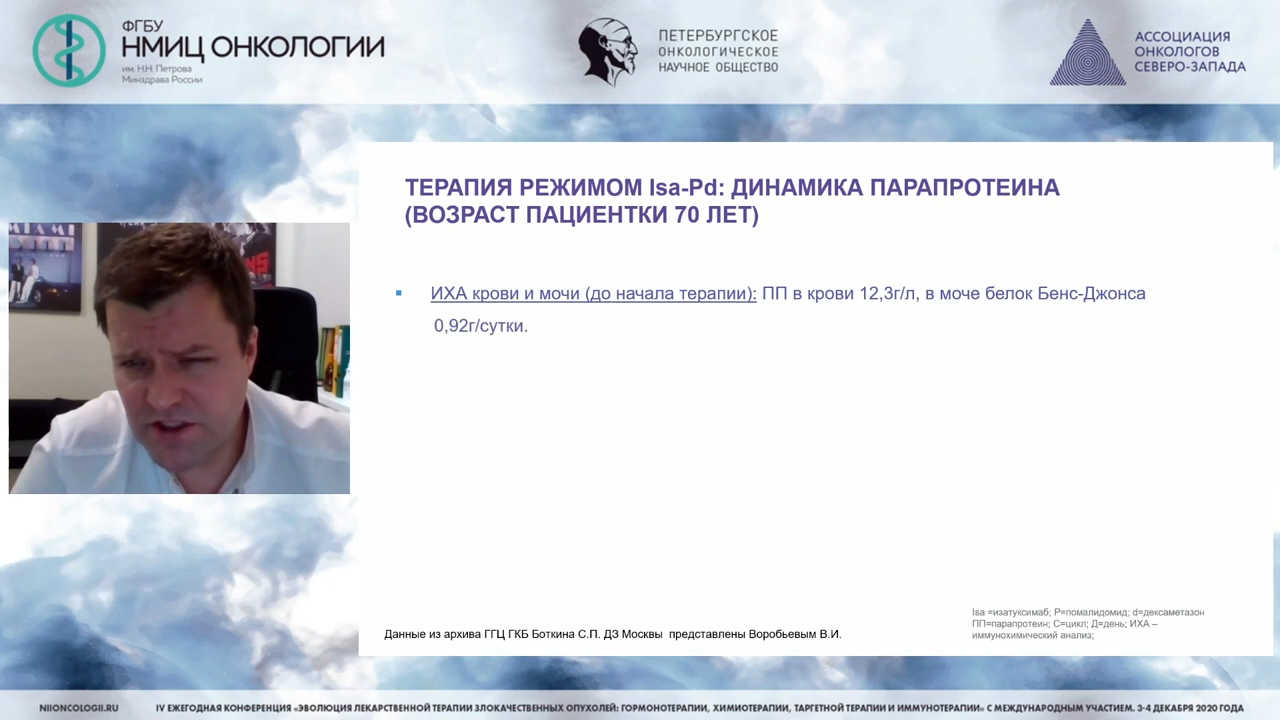 ФГБУ
НМИЦ ОНКОЛОГИИ
им. Н.Н. Петрова
Минздрава России
ПЕТЕРБУРГСКОЕ
ОНКОЛОГИЧЕСКОЕ
НАУЧНОЕ ОБЩЕСТВО
АССОЦИАЦИЯ
ОНКОЛОГОВ
СЕВЕРО-ЗАПАДА
ТЕРАПИЯ РЕЖИМОМ Isa-Pd: ДИНАМИКА ПАРАПРОТЕИНА
(ВОЗРАСТ ПАЦИЕНТКИ 70 ЛЕТ)
▪ ИХА крови и мочи (до начала терапии): ПП в крови 12,3г/л, в моче белок Бенс-Джонса
0,92г/сутки.
Isa =изатуксимаб; P=помалидомид; d=дексаметазон
ПП=парапротеин; С=цикл; Д=день; ИХА –
иммунохимический анализ;
Данные из архива ГГЦ ГКБ Боткина С.П. ДЗ Москвы представлены Воробьевым В.И.
NIIONCOLOGII.RU
IV ЕЖЕГОДНАЯ КОНФЕРЕНЦИЯ «ЭВОЛЮЦИЯ ЛЕКАРСТВЕННОЙ ТЕРАПИИ ЗЛОКАЧЕСТВЕННЫХ ОПУХОЛЕЙ: ГОРМОНОТЕРАПИИ, ХИМИОТЕРАПИИ, ТАРГЕТНОЙ ТЕРАПИИ И ИММУНОТЕРАПИИ» С МЕЖДУНАРОДНЫМ УЧАСТИЕМ. 3-4 ДЕКАБРЯ 2020 ГОДА